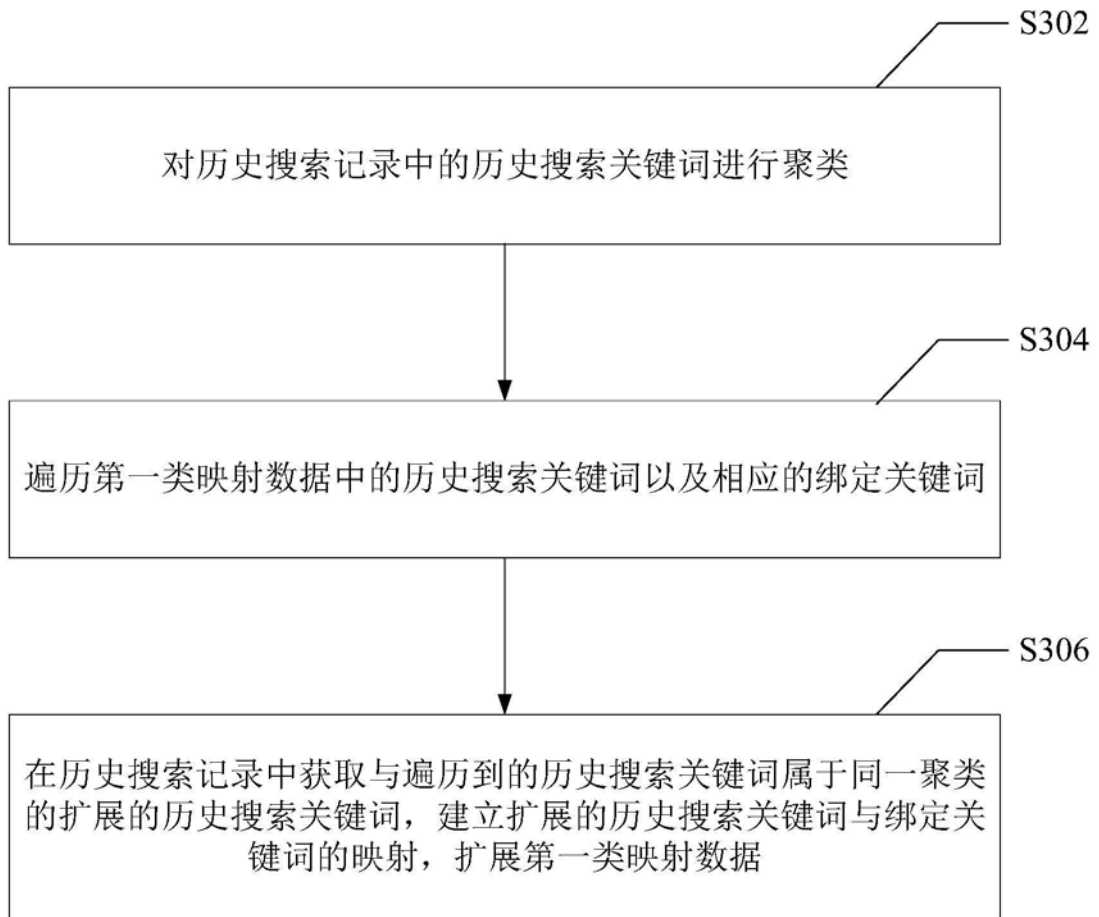 S302
对历史搜索记录中的历史搜索关键词进行聚类
S304
遍历第一类映射数据中的历史搜索关键词以及相应的绑定关键词
S306
在历史搜索记录中获取与遍历到的历史搜索关键词属于同一聚类
的扩展的历史搜索关键词，建立扩展的历史搜索关键词与绑定关
键词的映射，扩展第一类映射数据